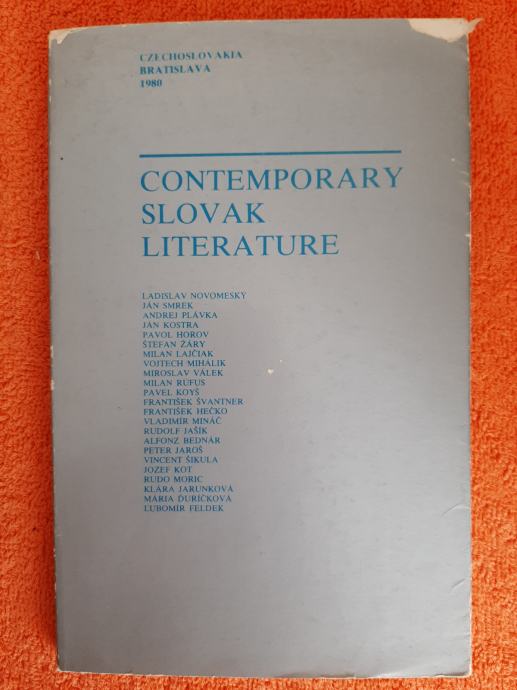 CZECHOSLOVAKIA
BRATISLAVA
1980
CONTEMPORARY
SLOVAK
LITERATURE
LADISLAV NOVOMESKY
JÁN SMREK
ANDREJ PLÁVKA
JÁN KOSTRA
PAVOL HOROV
ŠTEFAN ŽÁRY
MILAN LAJČIAK
VOJTECH MIHÁLIK
MIROSLAV VÁLEK
MILAN RÚFUS
PAVEL KOYŠ
FRANTIŠEK ŠVANTNER
FRANTIŠEK HEČKO
VLADIMÍR MINÁČ
RUDOLF JAŠÍK
ALFONZ BEDNÁR
PETER JAROŠ
VINCENT ŠIKULA
JOZEF KOT
RUDO MORIC
KLÁRA JARUNKOVÁ
MÁRIA ĎURÍČKOVÁ
ĽUBOMÍR FELDEK